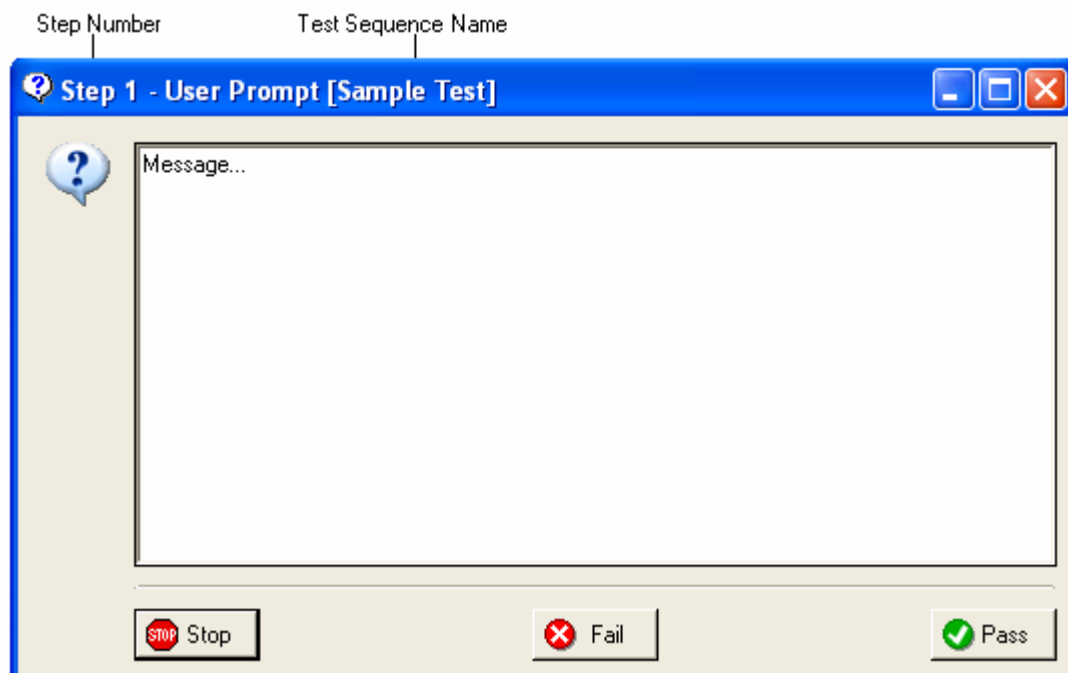 Step Number Test Sequence Name
Step 1 - User Prompt [Sample Test]
Message...
STOP Stop Fail Pass